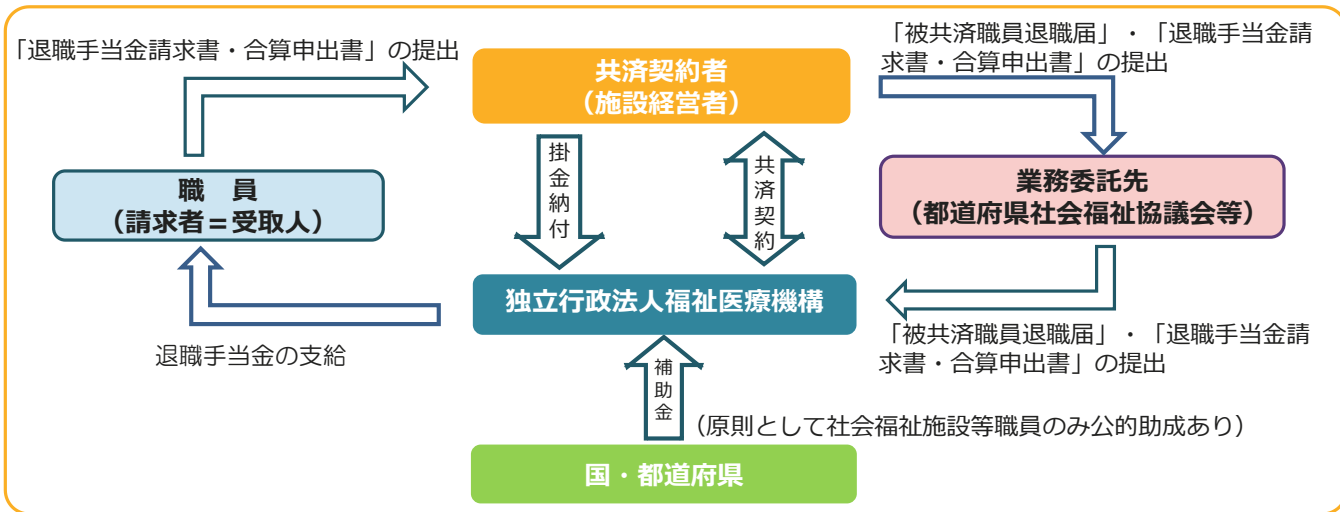 「退職手当金請求書・合算申出書」の提出
共済契約者
（施設経営者）
「被共済職員退職届」・「退職手当金請
求書・合算申出書」の提出
職　員
（請求者＝受取人）
掛金納付
共済契約
業務委託先
（都道府県社会福祉協議会等）
独立行政法人福祉医療機構
退職手当金の支給
「被共済職員退職届」・「退職手当金請
求書・合算申出書」の提出
補助金
（原則として社会福祉施設等職員のみ公的助成あり）
国・都道府県